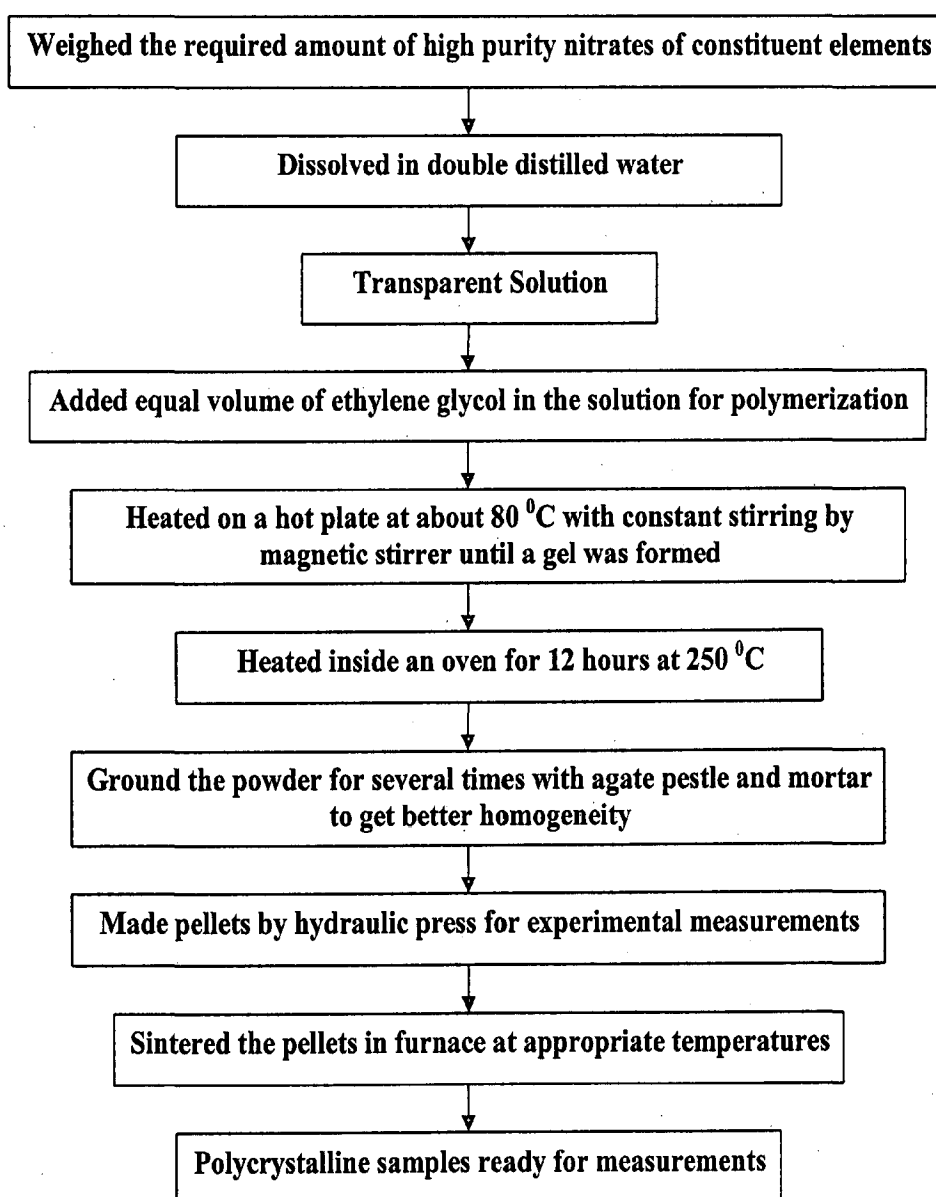 Weighed the required amount of high purity nitrates of constituent elements
Dissolved in double distilled water
Transparent Solution
Added equal volume of ethylene glycol in the solution for polymerization
Heated on a hot plate at about 80 ⁰C with constant stirring by
magnetic stirrer until a gel was formed
Heated inside an oven for 12 hours at 250 ⁰C
Ground the powder for several times with agate pestle and mortar
to get better homogeneity
Made pellets by hydraulic press for experimental measurements
Sintered the pellets in furnace at appropriate temperatures
Polycrystalline samples ready for measurements